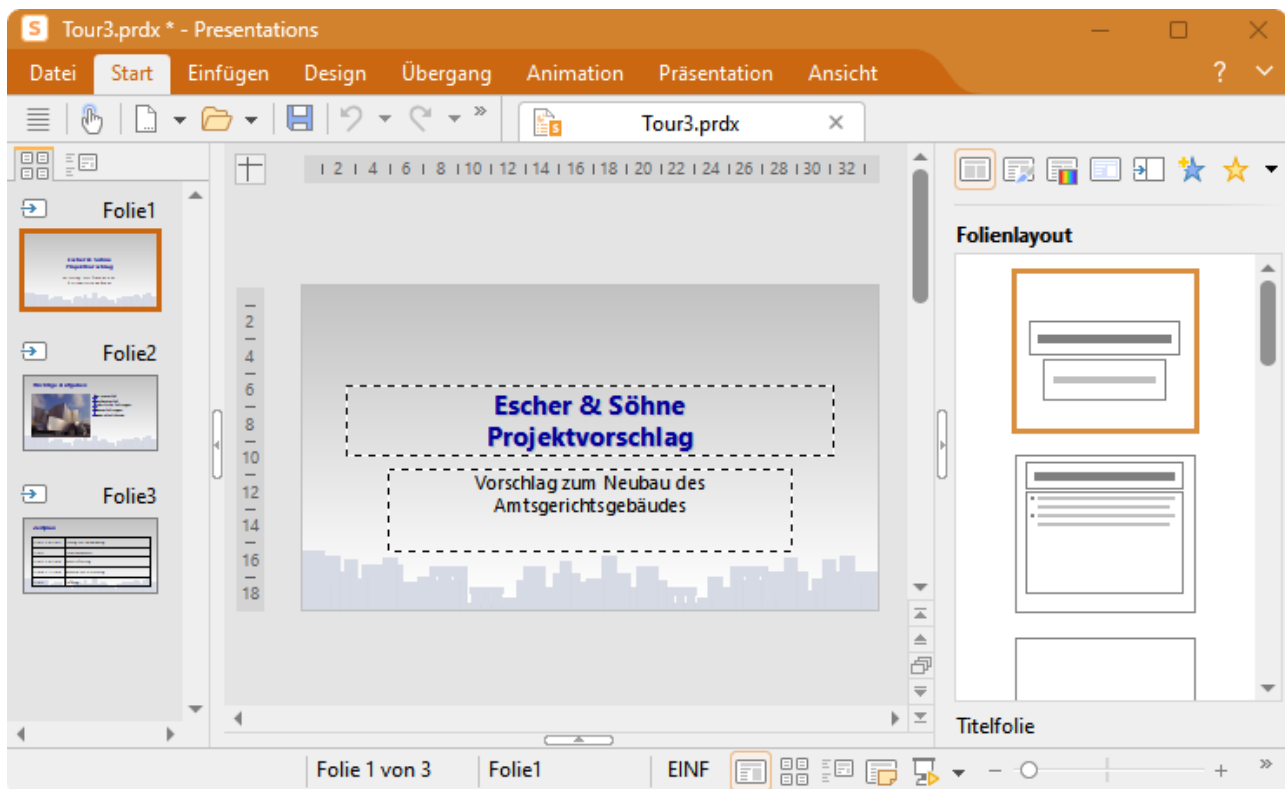 S Tour3.prdx * - Presentations
Datei Start Einfügen Design Übergang Animation Präsentation Ansicht ?
Tour3.prdx
2 4 6 8 10 12 14 16 18 20 22 24 26 28 30 32
Folie1
Escher & Söhne
Projektvorschlag
Folie2
Folie3
2
4
6
8
10
12
14
16
18
Escher & Söhne
Projektvorschlag
Vorschlag zum Neubau des
Amtsgerichtsgebäudes
Folienlayout
Titelfolie
Folie 1 von 3 Folie1 EINF